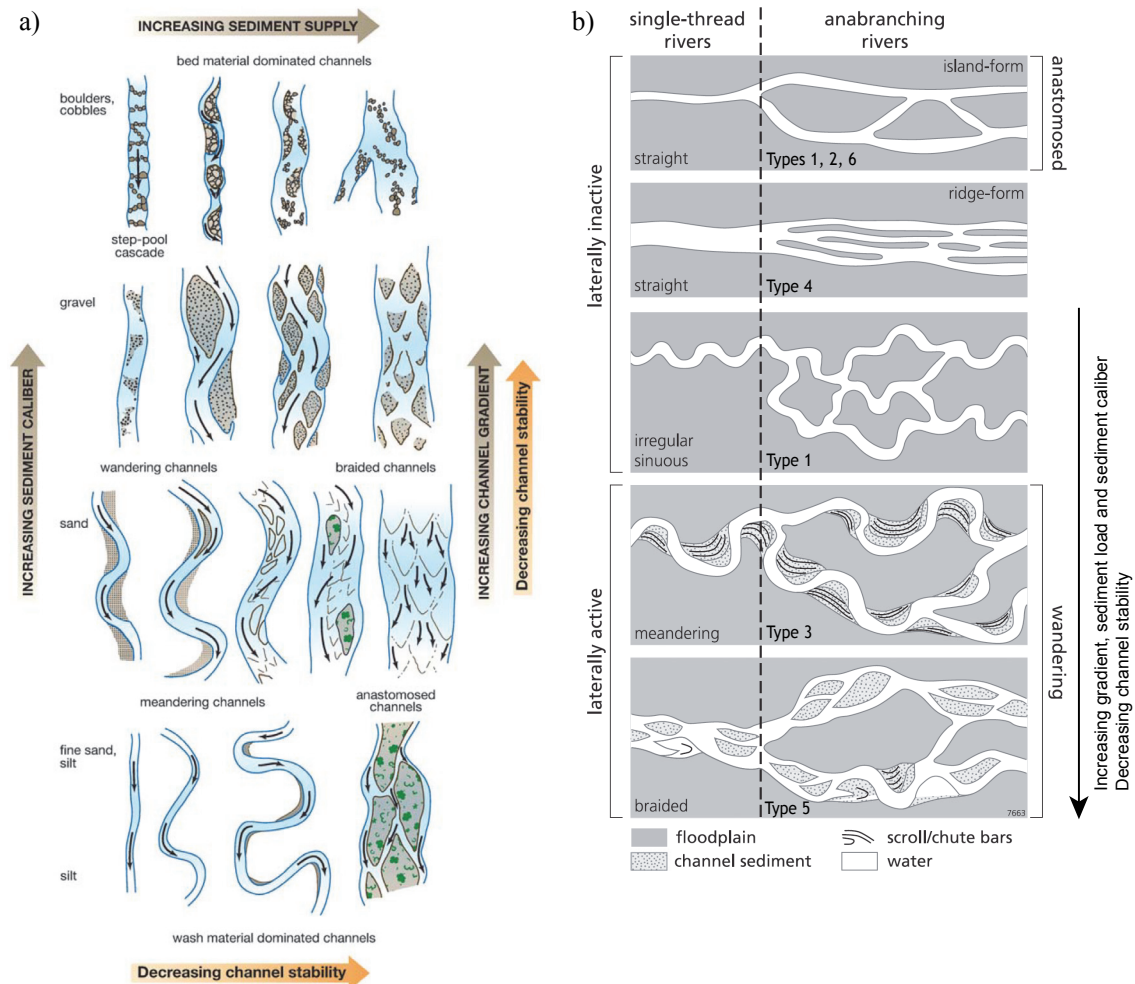 a)
INCREASING SEDIMENT SUPPLY
bed material dominated channels
boulders,
cobbles
step-pool
cascade
gravel
INCREASING SEDIMENT CALIBER
INCREASING CHANNEL GRADIENT
Decreasing channel stability
wandering channels
braided channels
sand
meandering channels
anastomosed
channels
fine sand,
silt
silt
wash material dominated channels
Decreasing channel stability
b)
single-thread
rivers
anabranching
rivers
laterally inactive
island-form
straight
Types 1, 2, 6
anastomosed
ridge-form
straight
Type 4
irregular
sinuous
Type 1
laterally active
meandering
Type 3
wandering
braided
Type 5
7663
Increasing gradient, sediment load and sediment caliber
Decreasing channel stability
floodplain
scroll/chute bars
channel sediment
water